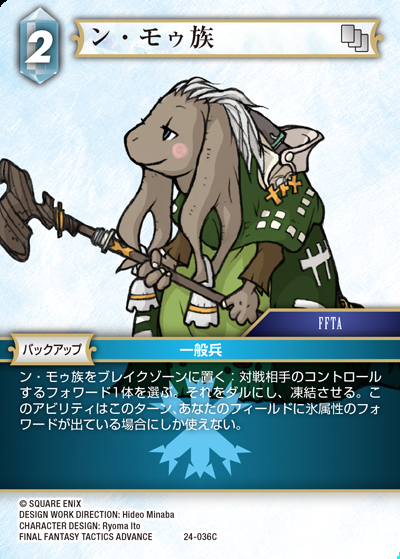 2
ン・モゥ族
FFTA
バックアップ
一般兵
ン・モゥ族をブレイクゾーンに置く：対戦相手のコントロール
するフォワード1体を選ぶ。それをダルにし、凍結させる。こ
のアビリティはこのターン、あなたのフィールドに氷属性のフォ
ワードが出ている場合にしか使えない。
© SQUARE ENIX
DESIGN WORK DIRECTION: Hideo Minaba
CHARACTER DESIGN: Ryoma Ito
FINAL FANTASY TACTICS ADVANCE
24-036C